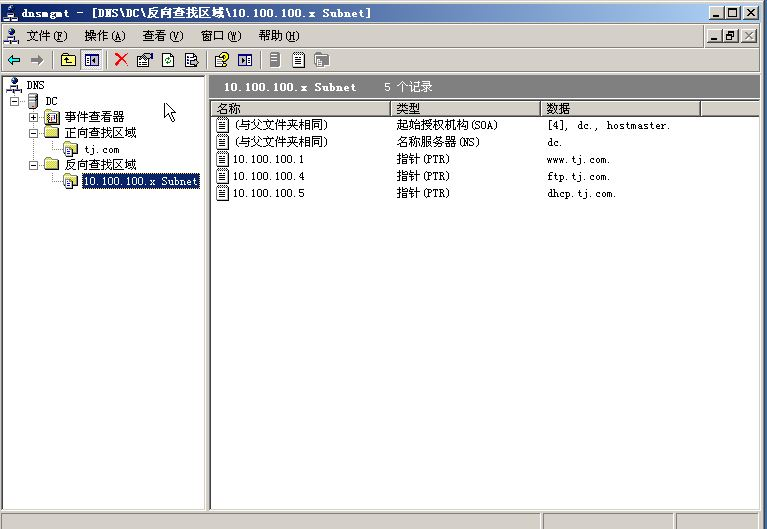 dnsmgmt - [DNS\DC\反向查找区域\10.100.100.x Subnet]
文件(F) 操作(A) 查看(V) 窗口(W) 帮助(H)
DNS
DC
事件查看器
正向查找区域
tj.com
反向查找区域
10.100.100.x Subnet
10.100.100.x Subnet 5 个记录
名称 类型 数据
(与父文件夹相同) 起始授权机构(SOA) [4], dc., hostmaster.
(与父文件夹相同) 名称服务器(NS) dc.
10.100.100.1 指针(PTR) www.tj.com.
10.100.100.4 指针(PTR) ftp.tj.com.
10.100.100.5 指针(PTR) dhcp.tj.com.